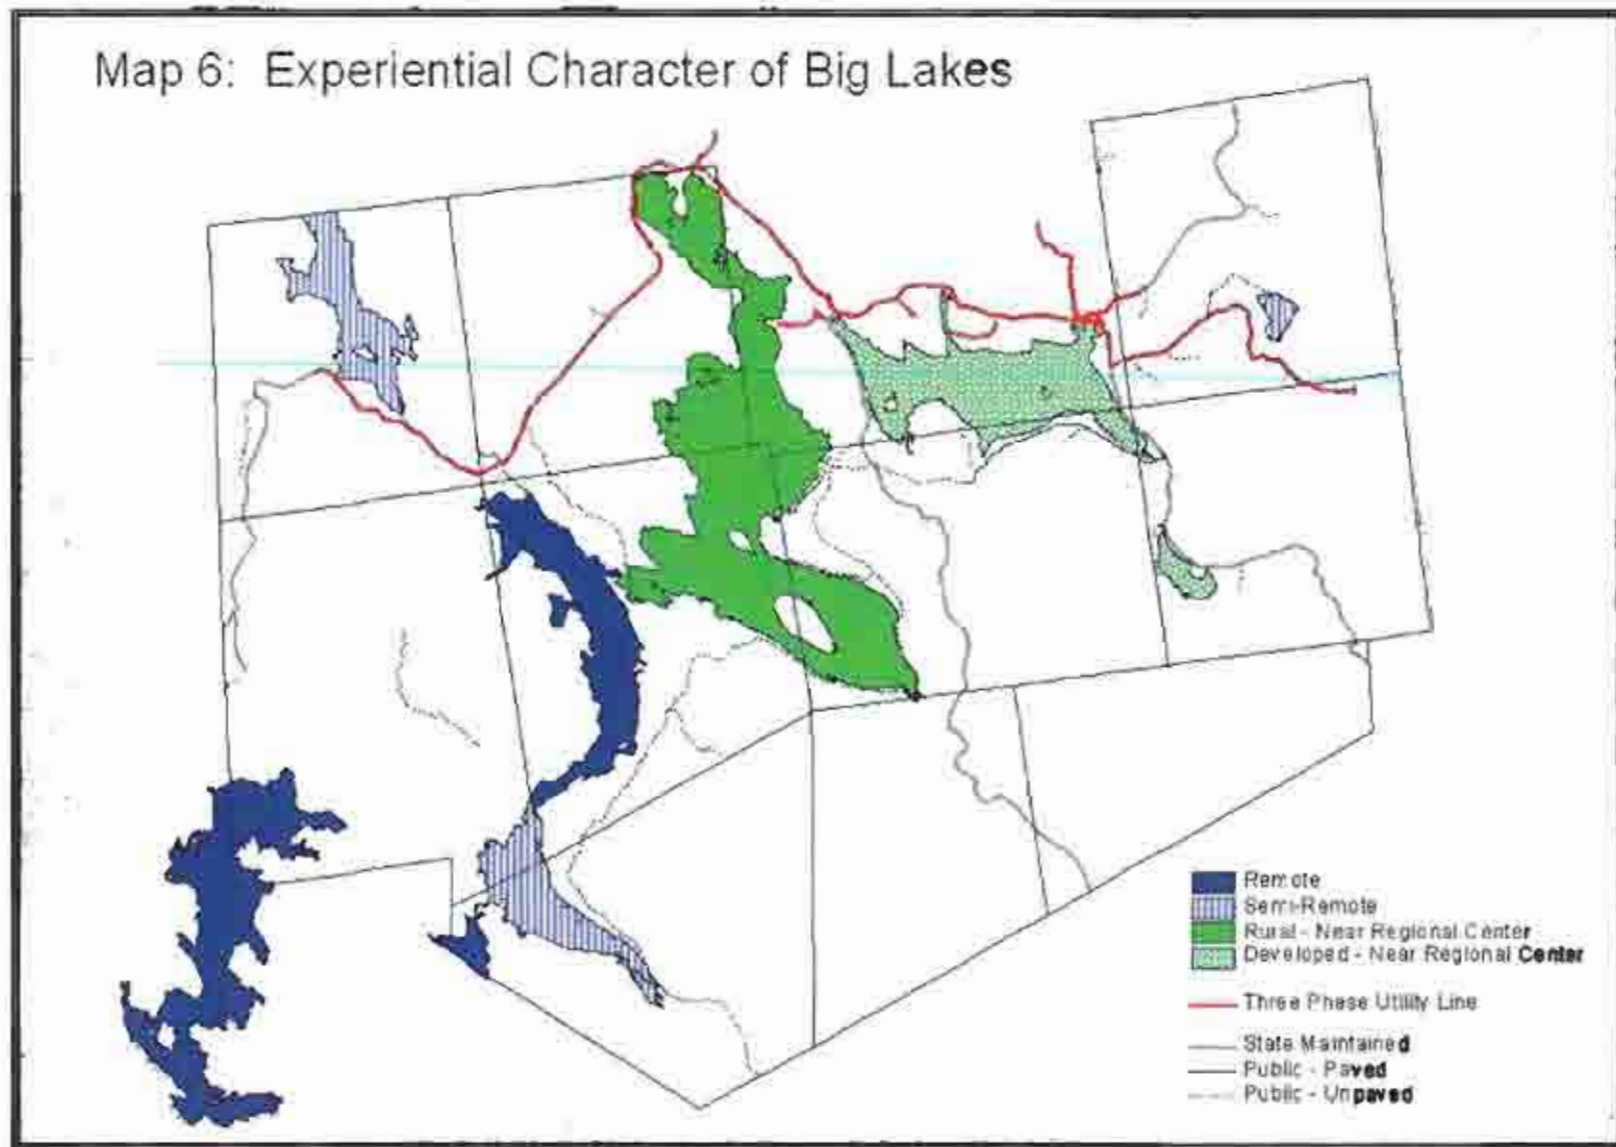 Map 6: Experiential Character of Big Lakes
Remote
Semi-Remote
Rural - Near Regional Center
Developed - Near Regional Center
Three Phase Utility Line
State Maintained
Public - Paved
Public - Unpaved